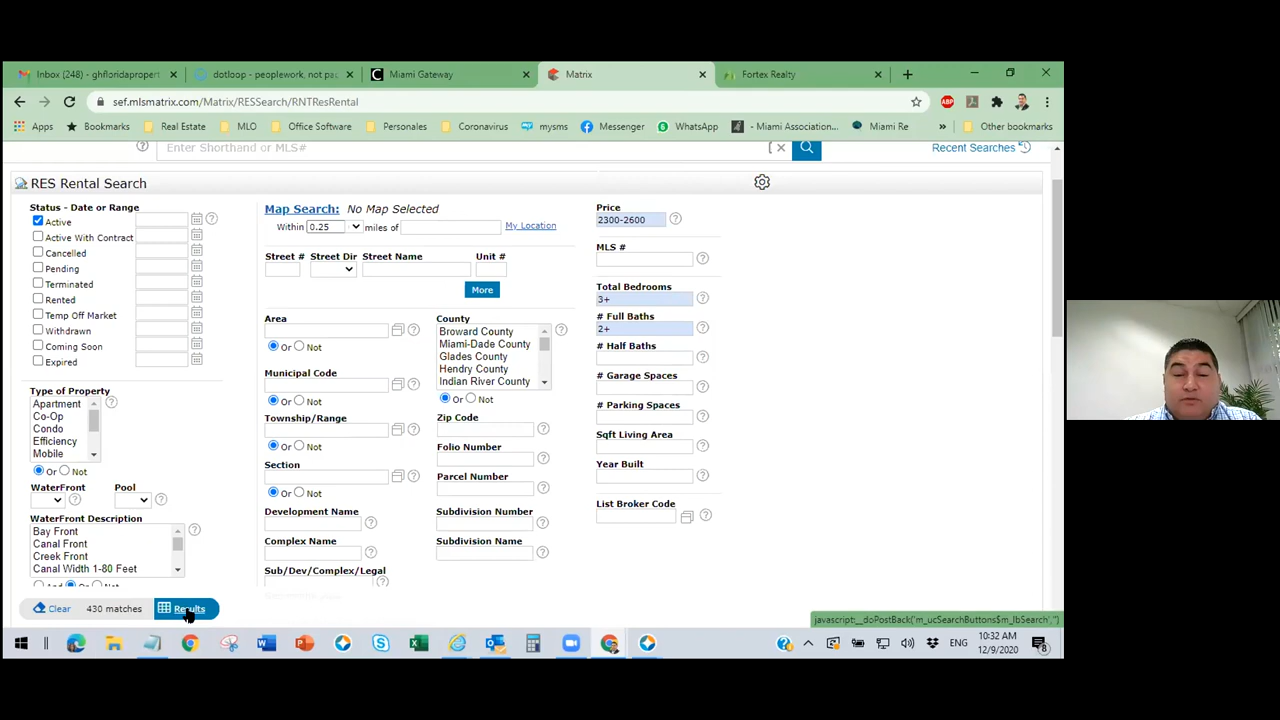 Inbox (248) - ghfloridapropert
dotloop - peoplework, not pa
Miami Gateway
Matrix
Fortex Realty
sef.mlsmatrix.com/Matrix/RESSearch/RNTResRental
Apps
Bookmarks
Real Estate
MLO
Office Software
Personales
Coronavirus
mysms
Messenger
WhatsApp
- Miami Association...
Miami Re
Other bookmarks
Enter Shorthand or MLS#
Recent Searches
RES Rental Search
Status - Date or Range
Active
Active With Contract
Cancelled
Pending
Terminated
Rented
Temp Off Market
Withdrawn
Coming Soon
Expired
Type of Property
Apartment
Co-Op
Condo
Efficiency
Mobile
Or Not
WaterFront
Pool
WaterFront Description
Bay Front
Canal Front
Creek Front
Canal Width 1-80 Feet
And Or Not
Map Search: No Map Selected
Within 0.25 miles of
My Location
Street # Street Dir Street Name Unit #
More
Area
Or Not
Municipal Code
Or Not
Township/Range
Or Not
Section
Or Not
Development Name
Complex Name
Sub/Dev/Complex/Legal
County
Broward County
Miami-Dade County
Glades County
Hendry County
Indian River County
Or Not
Zip Code
Folio Number
Parcel Number
Subdivision Number
Subdivision Name
Price
2300-2600
MLS #
Total Bedrooms
3+
# Full Baths
2+
# Half Baths
# Garage Spaces
# Parking Spaces
Sqft Living Area
Year Built
List Broker Code
Clear
430 matches
Results
javascript:__doPostBack('m_ucSearchButtons$m_lbSearch','')
ENG
10:32 AM
12/9/2020
8